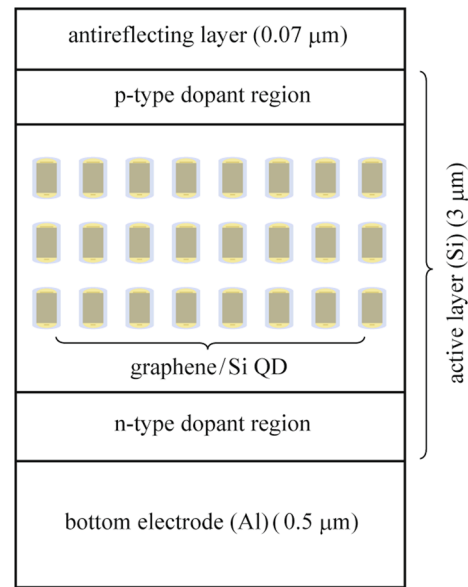 antireflecting layer (0.07 μm)
p-type dopant region
active layer (Si) (3 μm)
graphene/Si QD
n-type dopant region
bottom electrode (Al) (0.5 μm)